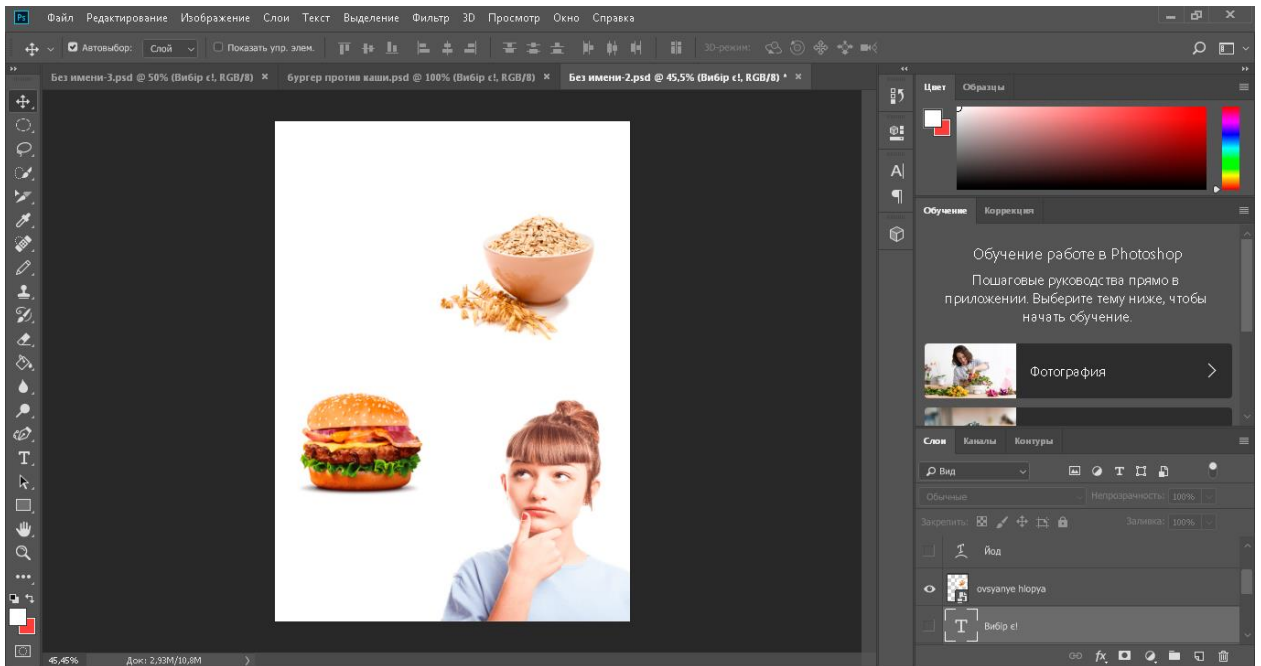 Ps Файл Редактирование Изображение Слои Текст Выделение Фильтр 3D Просмотр Окно Справка
Автовыбор: Слой Показать упр. элем. 3D-режим:
Без имени-3.psd @ 50% (Вибір є!, RGB/8) × бургер против каши.psd @ 100% (Вибір є!, RGB/8) × Без имени-2.psd @ 45,5% (Вибір є!, RGB/8) * ×
Цвет Образцы
Обучение Коррекция
Обучение работе в Photoshop
Пошаговые руководства прямо в
приложении. Выберите тему ниже, чтобы
начать обучение.
Фотография
Слои Каналы Контуры
Вид
Обычные Непрозрачность: 100%
Закрепить: Заливка: 100%
Йод
ovsyanye hlopya
Вибір є!
45,45% Док: 2,93M/10,8M